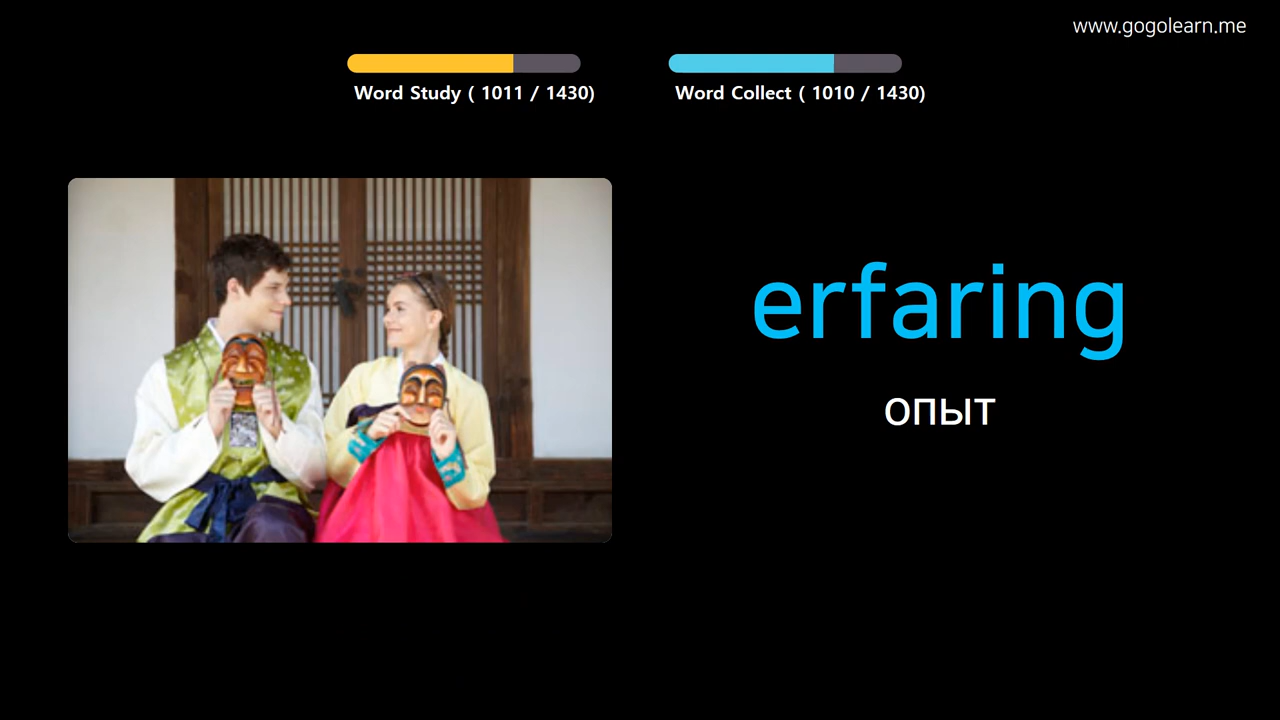 www.gogolearn.me
Word Study ( 1011 / 1430)
Word Collect ( 1010 / 1430)
erfaring
опыт